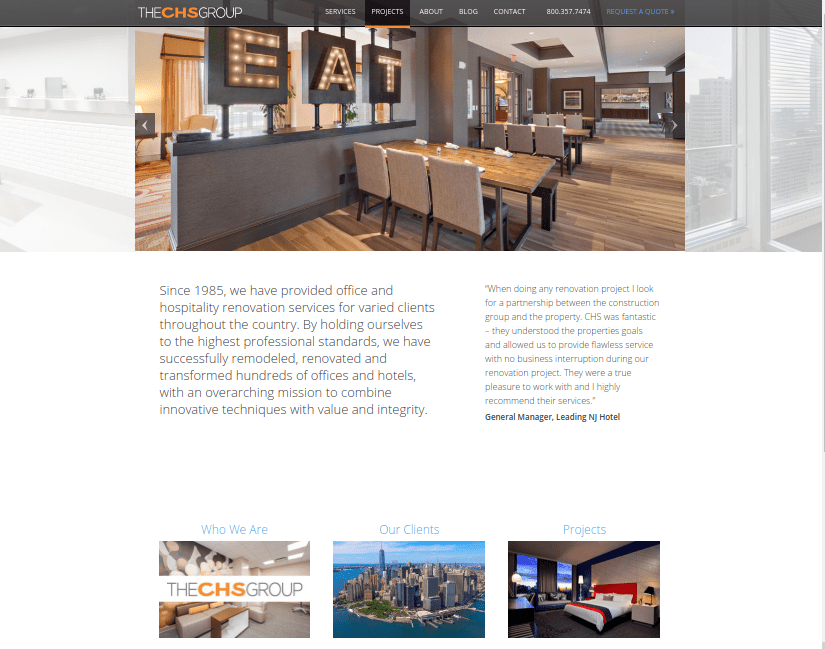 THECHSGROUP
SERVICES PROJECTS ABOUT BLOG CONTACT 800.357.7474 REQUEST A QUOTE »
EAT
Since 1985, we have provided office and
hospitality renovation services for varied clients
throughout the country. By holding ourselves
to the highest professional standards, we have
successfully remodeled, renovated and
transformed hundreds of offices and hotels,
with an overarching mission to combine
innovative techniques with value and integrity.
“When doing any renovation project I look
for a partnership between the construction
group and the property. CHS was fantastic
– they understood the properties goals
and allowed us to provide flawless service
with no business interruption during our
renovation project. They were a true
pleasure to work with and I highly
recommend their services.”
General Manager, Leading NJ Hotel
Who We Are
Our Clients
Projects
THECHSGROUP